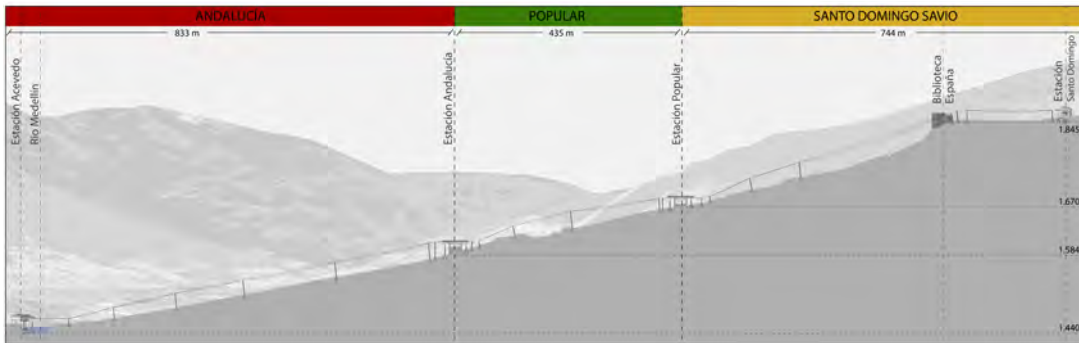 ANDALUCÍA
POPULAR
SANTO DOMINGO SAVIO
833 m
435 m
744 m
Estación Acevedo
Río Medellín
Estación Andalucía
Estación Popular
Biblioteca
España
Estación
Santo Domingo
1.845
1.670
1.584
1.440